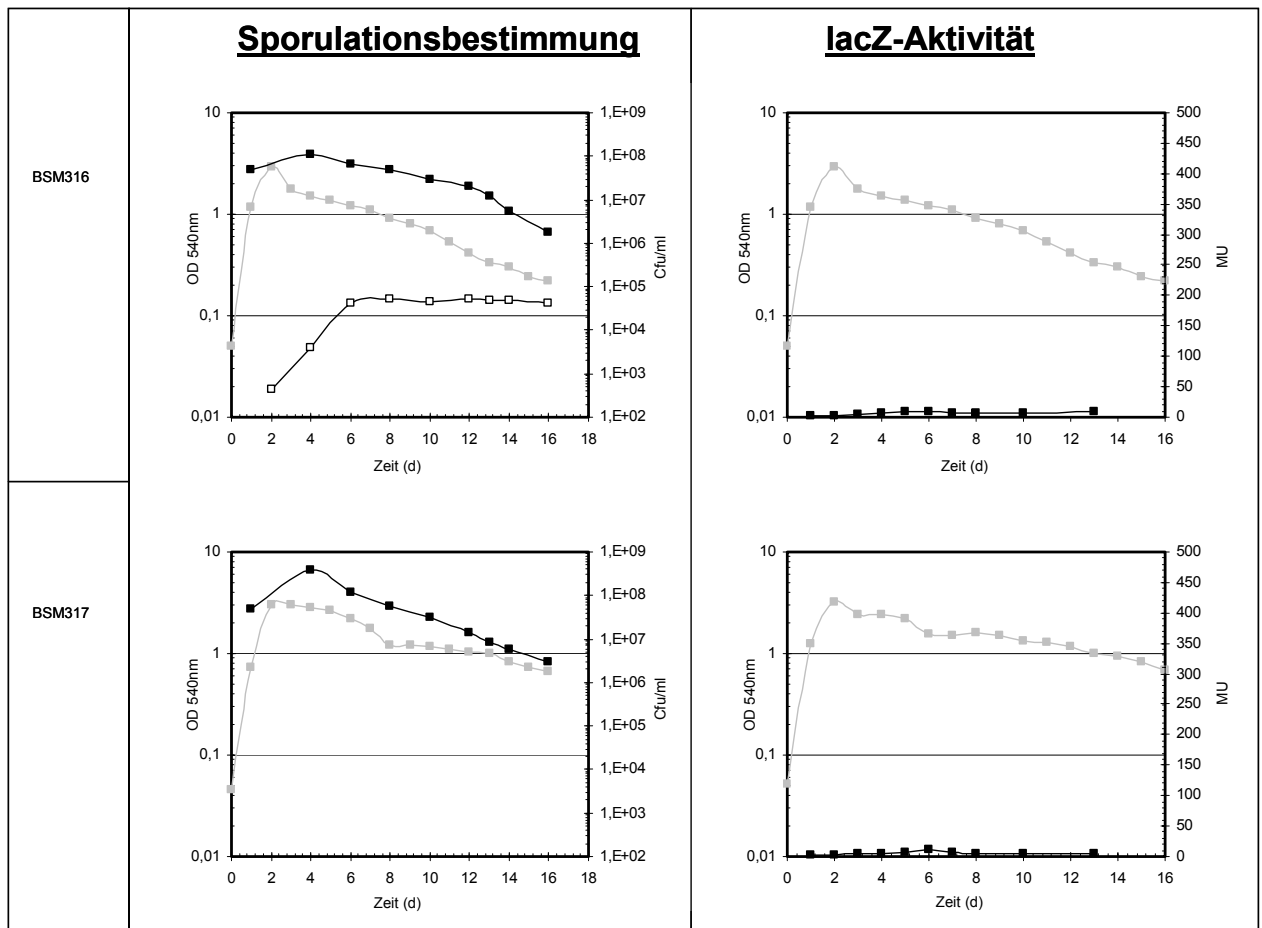 Sporulationsbestimmung
lacZ-Aktivität
BSM316
10
1
0,1
0,01
OD 540nm
1,E+09
1,E+08
1,E+07
1,E+06
1,E+05
1,E+04
1,E+03
1,E+02
Cfu/ml
0 2 4 6 8 10 12 14 16 18
Zeit (d)
10
1
0,1
0,01
OD 540nm
500
450
400
350
300
250
200
150
100
50
0
MU
0 2 4 6 8 10 12 14 16
Zeit (d)
BSM317
10
1
0,1
0,01
OD 540nm
1,E+09
1,E+08
1,E+07
1,E+06
1,E+05
1,E+04
1,E+03
1,E+02
Cfu/ml
0 2 4 6 8 10 12 14 16 18
Zeit (d)
10
1
0,1
0,01
OD 540nm
500
450
400
350
300
250
200
150
100
50
0
MU
0 2 4 6 8 10 12 14 16
Zeit (d)